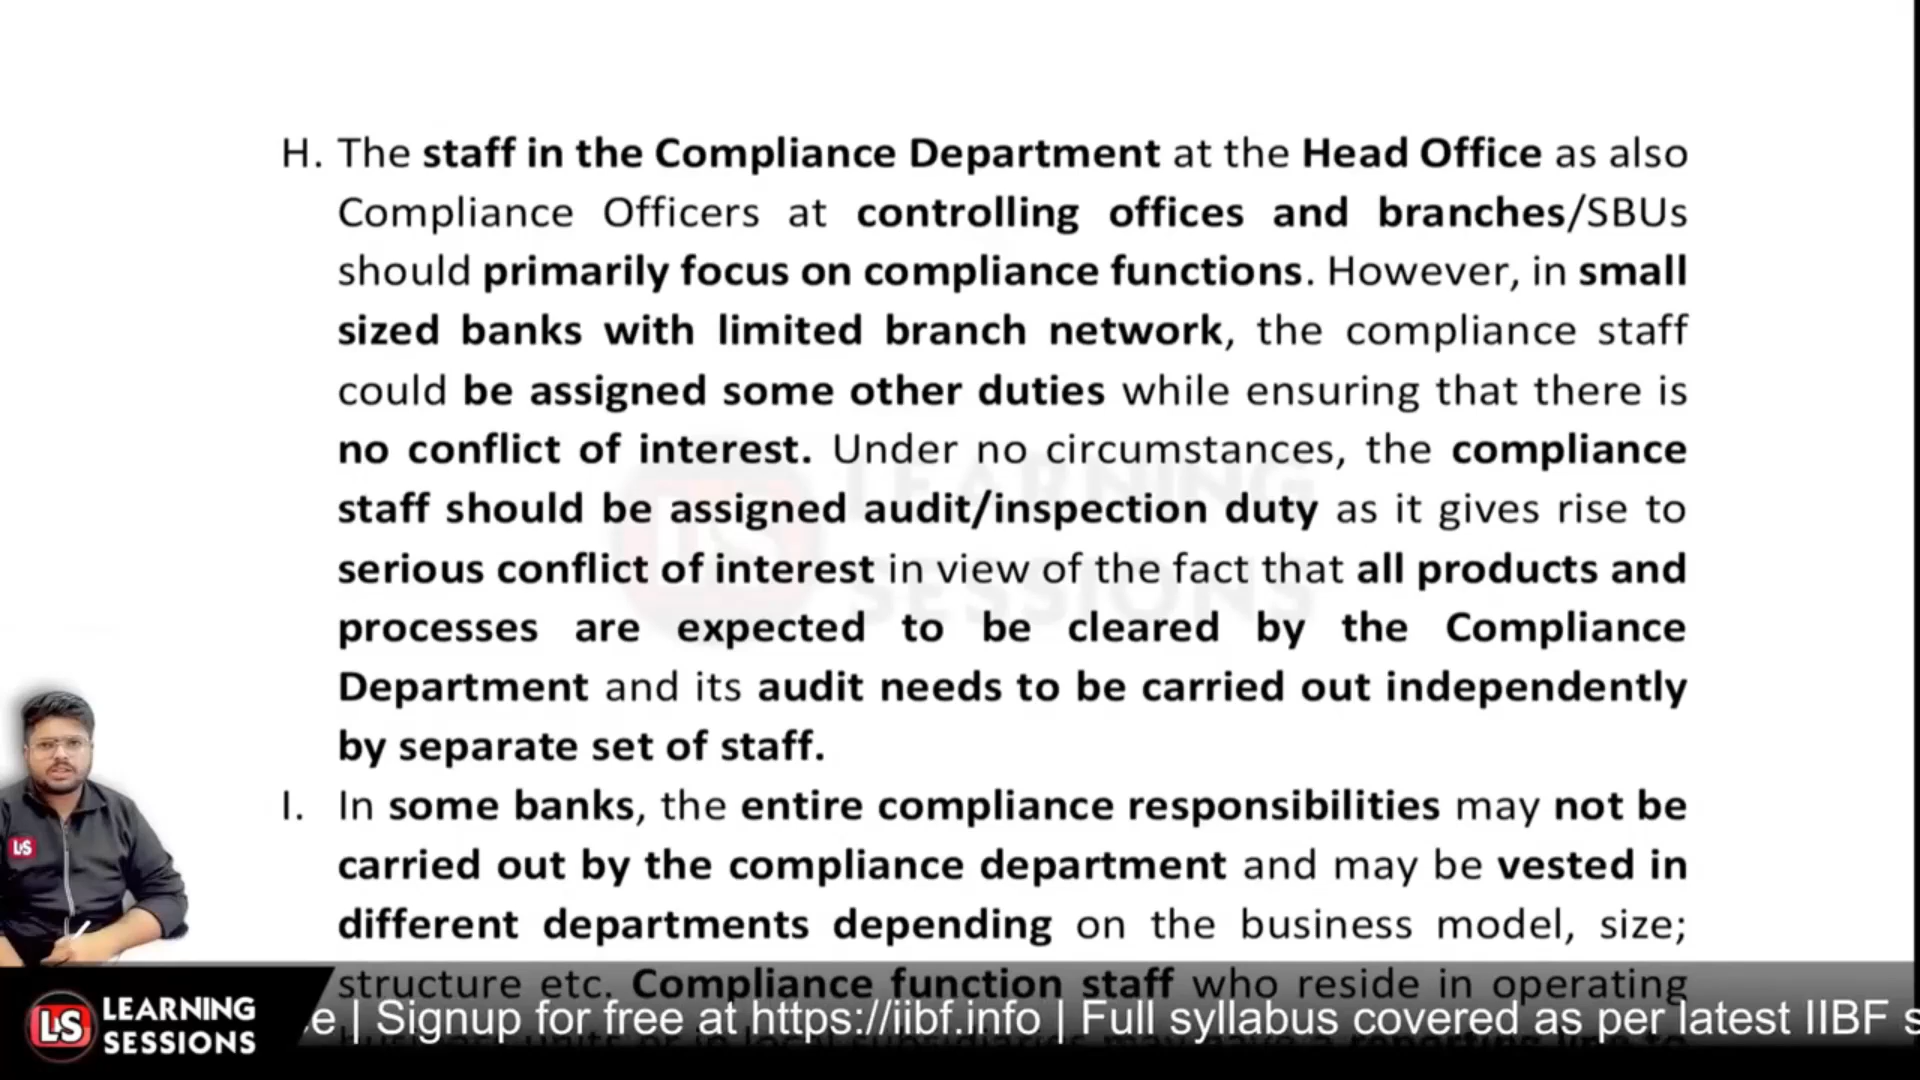 H. The staff in the Compliance Department at the Head Office as also
Compliance Officers at controlling offices and branches/SBUs
should primarily focus on compliance functions. However, in small
sized banks with limited branch network, the compliance staff
could be assigned some other duties while ensuring that there is
no conflict of interest. Under no circumstances, the compliance
staff should be assigned audit/inspection duty as it gives rise to
serious conflict of interest in view of the fact that all products and
processes are expected to be cleared by the Compliance
Department and its audit needs to be carried out independently
by separate set of staff.
I. In some banks, the entire compliance responsibilities may not be
carried out by the compliance department and may be vested in
different departments depending on the business model, size;
structure etc. Compliance function staff who reside in operating
LEARNING
SESSIONS
LS
LS
LEARNING
SESSIONS
e | Signup for free at https://iibf.info | Full syllabus covered as per latest IIBF s